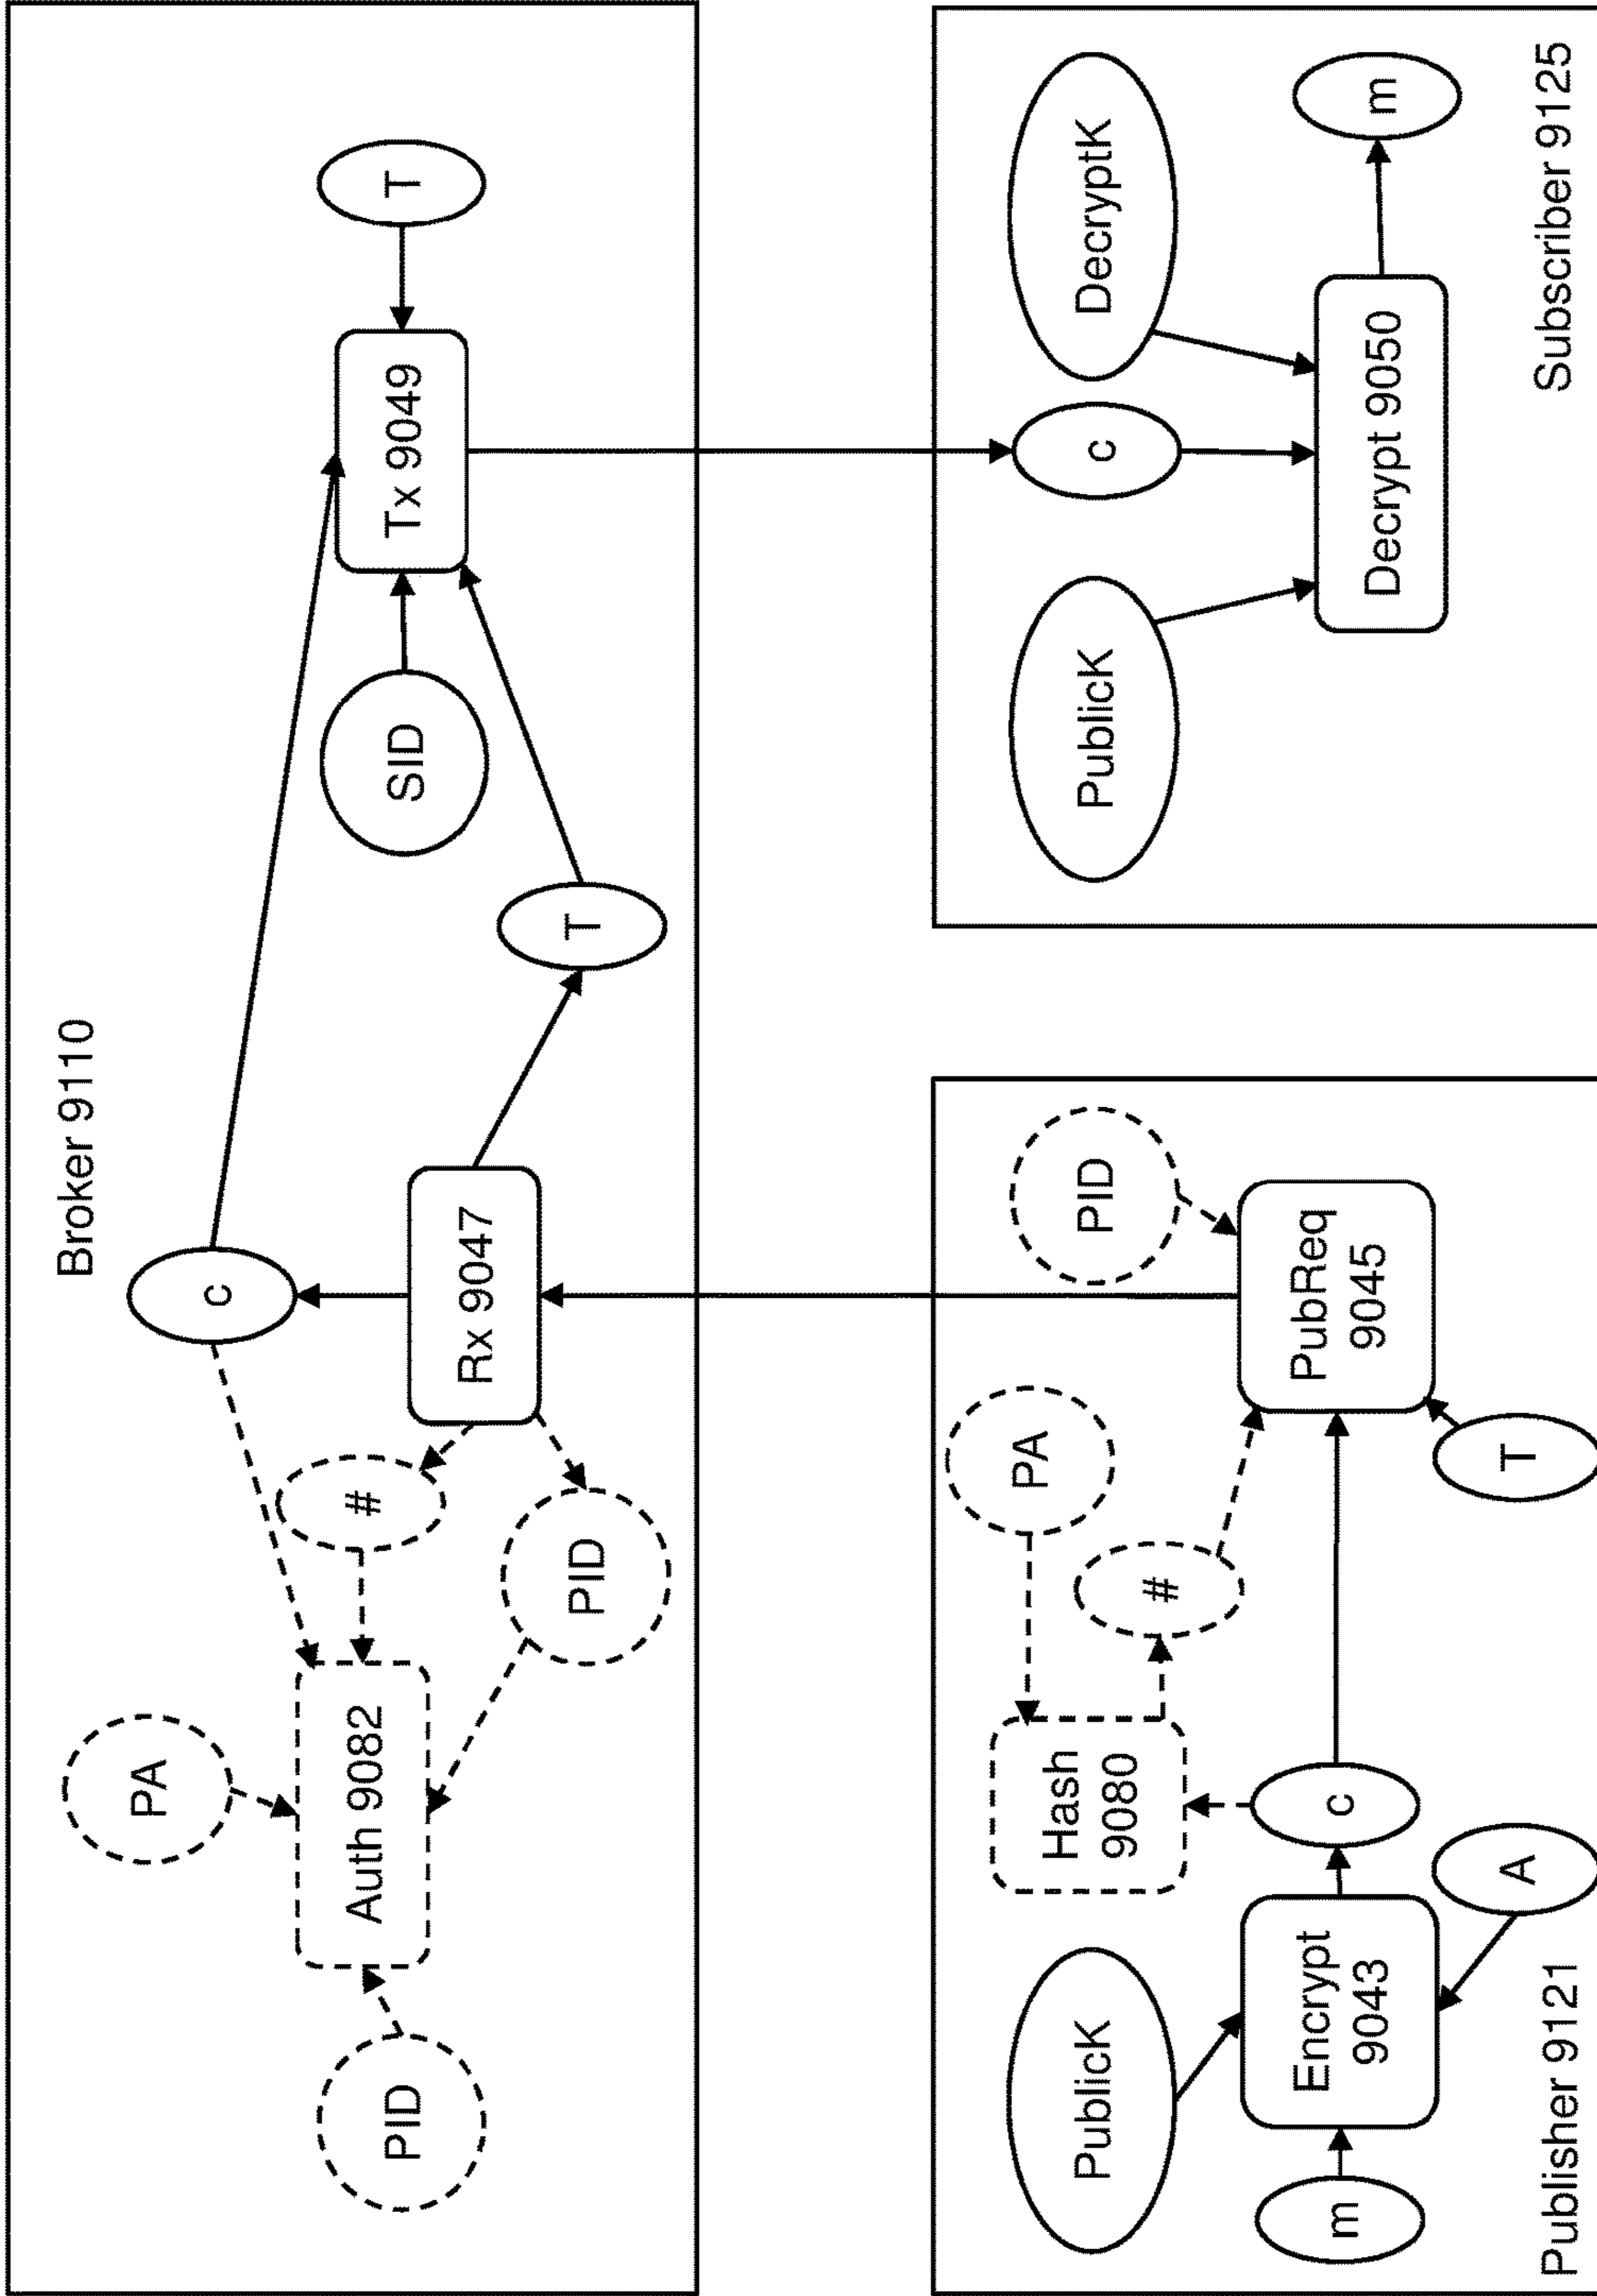 Broker 9110
PA
c
PID
Auth 9082
#
Rx 9047
SID
Tx 9049
T
PID
T
PublicK
Hash
9080
PA
#
PID
m
Encrypt
9043
c
PubReq
9045
A
T
Publisher 9121
PublicK
c
DecryptK
Decrypt 9050
m
Subscriber 9125